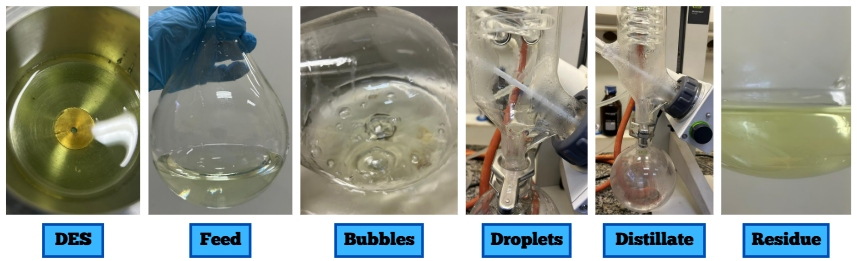 DES
Feed
Bubbles
Droplets
Distillate
Residue